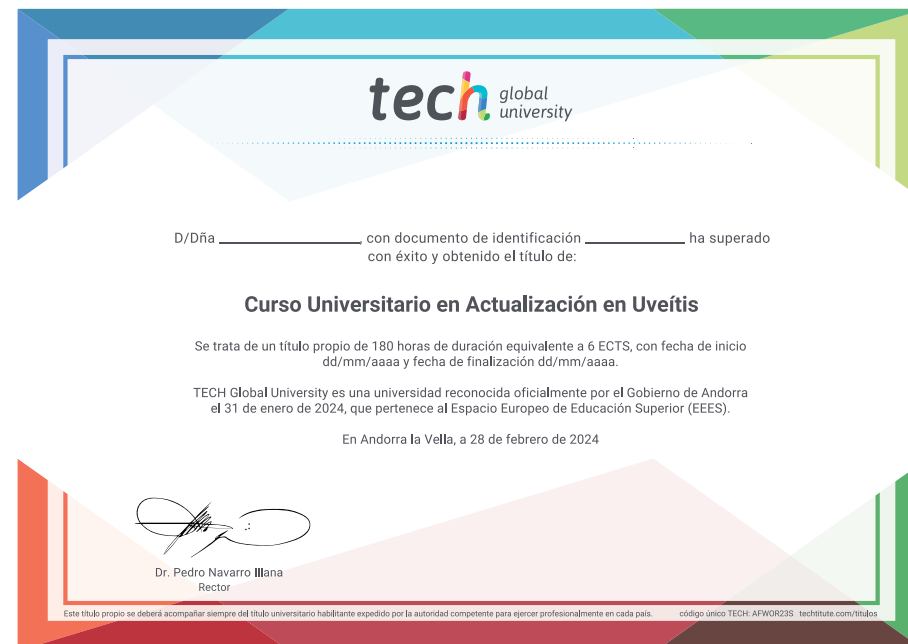 tech global university
D/Dña ____________________, con documento de identificación ______________ ha superado
con éxito y obtenido el título de:
Curso Universitario en Actualización en Uveítis
Se trata de un título propio de 180 horas de duración equivalente a 6 ECTS, con fecha de inicio
dd/mm/aaaa y fecha de finalización dd/mm/aaaa.
TECH Global University es una universidad reconocida oficialmente por el Gobierno de Andorra
el 31 de enero de 2024, que pertenece al Espacio Europeo de Educación Superior (EEES).
En Andorra la Vella, a 28 de febrero de 2024
Dr. Pedro Navarro Illana
Rector
Este título propio se deberá acompañar siempre del título universitario habilitante expedido por la autoridad competente para ejercer profesionalmente en cada país. código único TECH: AFWOR23S techtitute.com/titulos